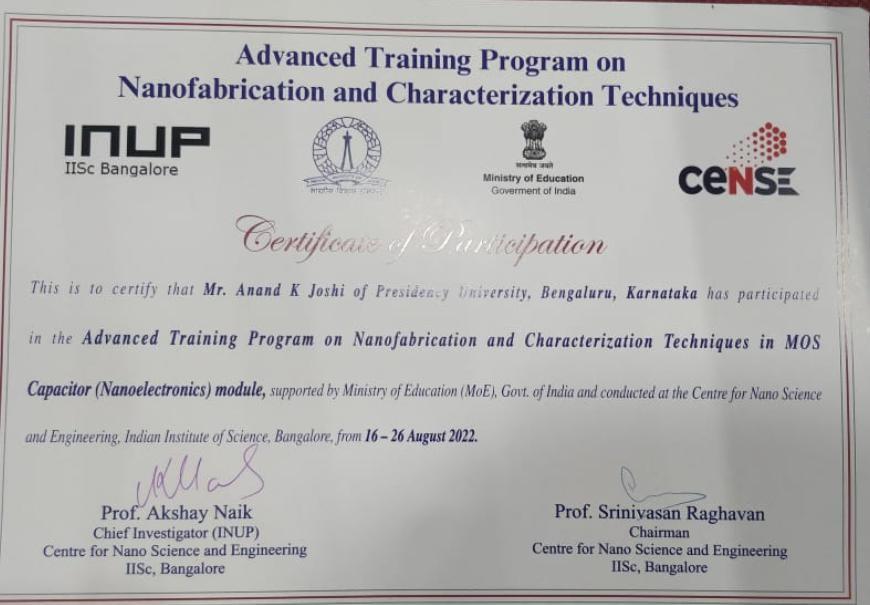 Advanced Training Program on
Nanofabrication and Characterization Techniques
INUP
IISc Bangalore
सत्यमेव जयते
Ministry of Education
Goverment of India
CeNSE
Certificate of Participation
This is to certify that Mr. Anand K Joshi of Presidency University, Bengaluru, Karnataka has participated
in the Advanced Training Program on Nanofabrication and Characterization Techniques in MOS
Capacitor (Nanoelectronics) module, supported by Ministry of Education (MoE), Govt. of India and conducted at the Centre for Nano Science
and Engineering, Indian Institute of Science, Bangalore, from 16 – 26 August 2022.
Prof. Akshay Naik
Chief Investigator (INUP)
Centre for Nano Science and Engineering
IISc, Bangalore
Prof. Srinivasan Raghavan
Chairman
Centre for Nano Science and Engineering
IISc, Bangalore